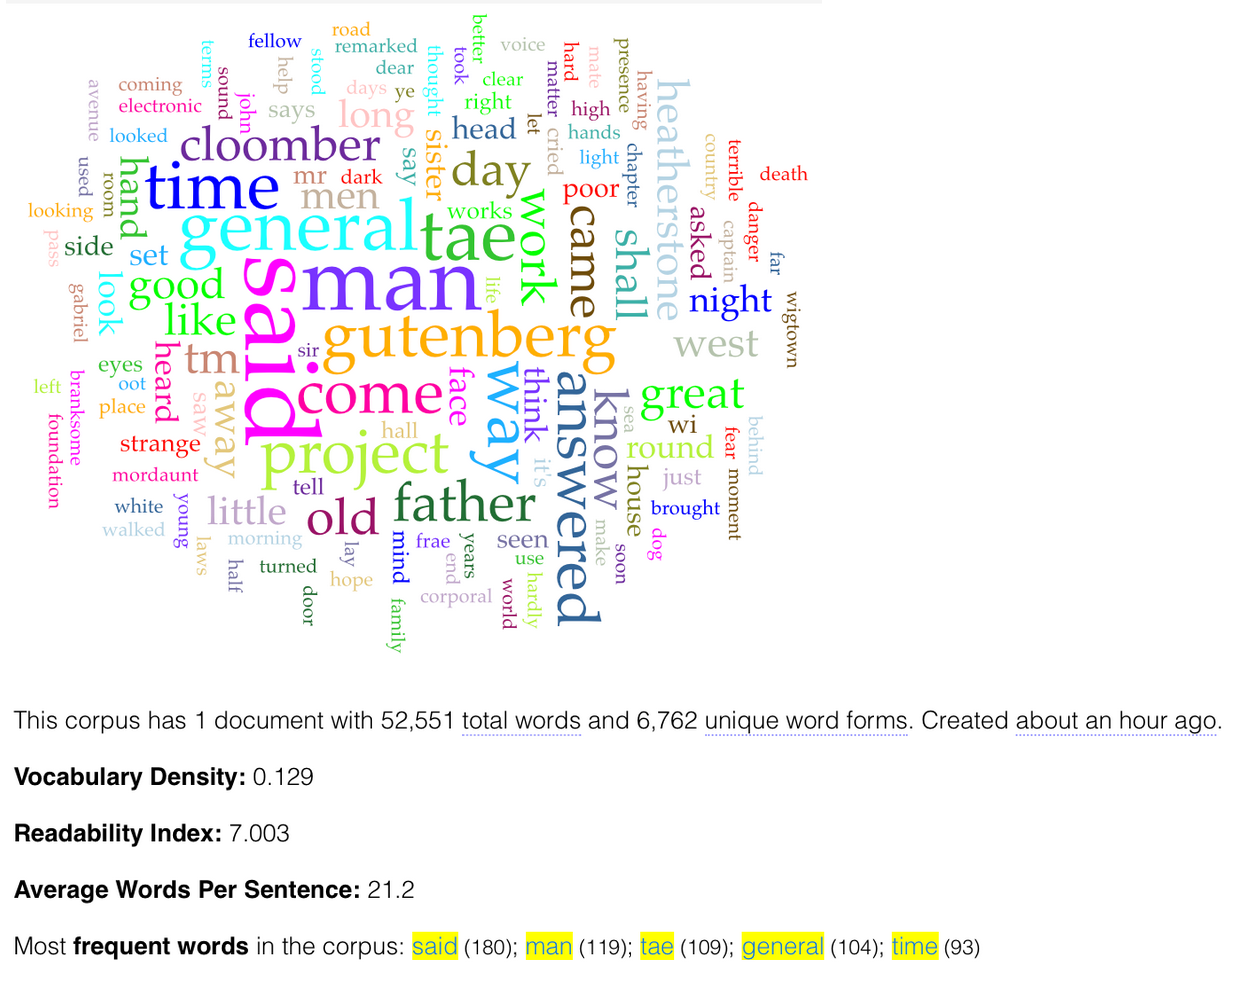 road
better
fellow
remarked
voice
terms
stood
dear
thought
took
hard
mate
presence
help
sound
coming
days
ye
clear
matter
having
avenue
electronic
john
says
long
right
high
heatherstone
looked
cloomber
say
sister
head
let
cried
hands
light
chapter
country
terrible
death
used
room
hand
time
mr
dark
men
day
poor
looking
works
work
came
asked
captain
danger
pass
side
set
general
tae
shall
far
gabriel
look
good
said
man
life
night
wigtown
like
sir
gutenberg
west
heard
tm
eyes
left
branksome
oot
place
saw
away
come
face
way
think
answered
know
sea
great
wi
foundation
strange
hall
project
it's
round
fear
behind
mordaunt
tell
father
house
just
moment
white
young
little
old
brought
walked
morning
lay
mind
frae
years
seen
make
soon
dog
laws
half
turned
hope
end
use
door
corporal
world
hardly
family
This corpus has 1 document with 52,551 total words and 6,762 unique word forms. Created about an hour ago.
Vocabulary Density: 0.129
Readability Index: 7.003
Average Words Per Sentence: 21.2
Most frequent words in the corpus: said (180); man (119); tae (109); general (104); time (93)